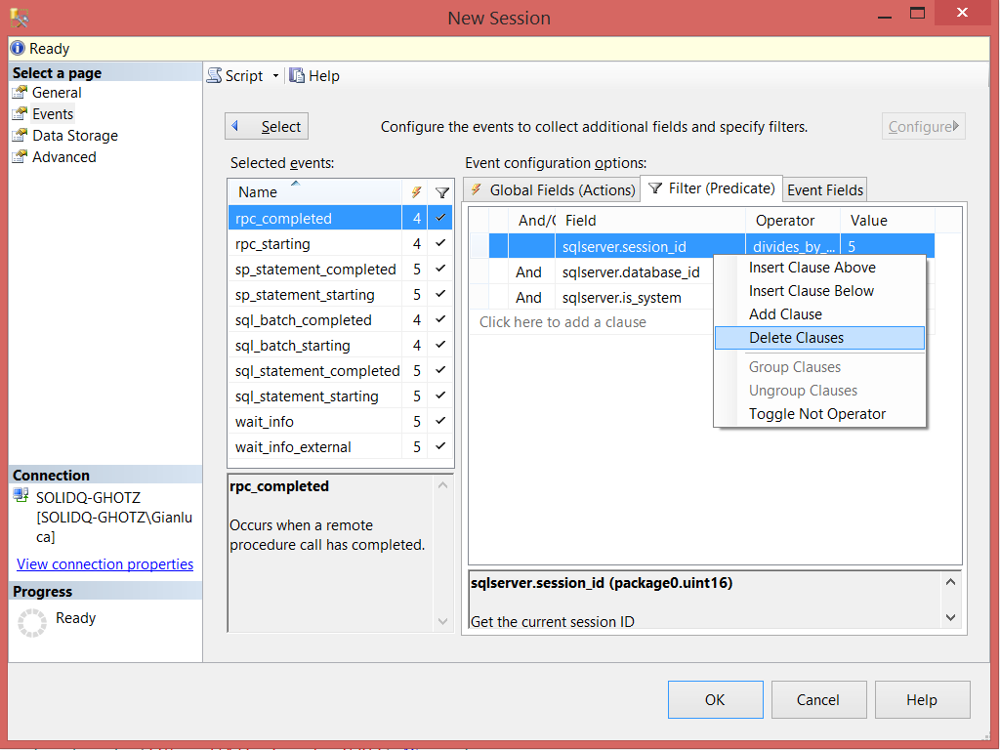 New Session
Ready
Select a page
General
Events
Data Storage
Advanced
Script
Help
Select
Configure the events to collect additional fields and specify filters.
Configure
Selected events:
Name
rpc_completed 4
rpc_starting 4
sp_statement_completed 5
sp_statement_starting 5
sql_batch_completed 4
sql_batch_starting 4
sql_statement_completed 5
sql_statement_starting 5
wait_info 5
wait_info_external 5
rpc_completed
Occurs when a remote
procedure call has completed.
Event configuration options:
Global Fields (Actions)
Filter (Predicate)
Event Fields
And/O Field Operator Value
sqlserver.session_id divides_by_... 5
And sqlserver.database_id
And sqlserver.is_system
Click here to add a clause
Insert Clause Above
Insert Clause Below
Add Clause
Delete Clauses
Group Clauses
Ungroup Clauses
Toggle Not Operator
sqlserver.session_id (package0.uint16)
Get the current session ID
Connection
SOLIDQ-GHOTZ
[SOLIDQ-GHOTZ\Gianlu
ca]
View connection properties
Progress
Ready
OK
Cancel
Help